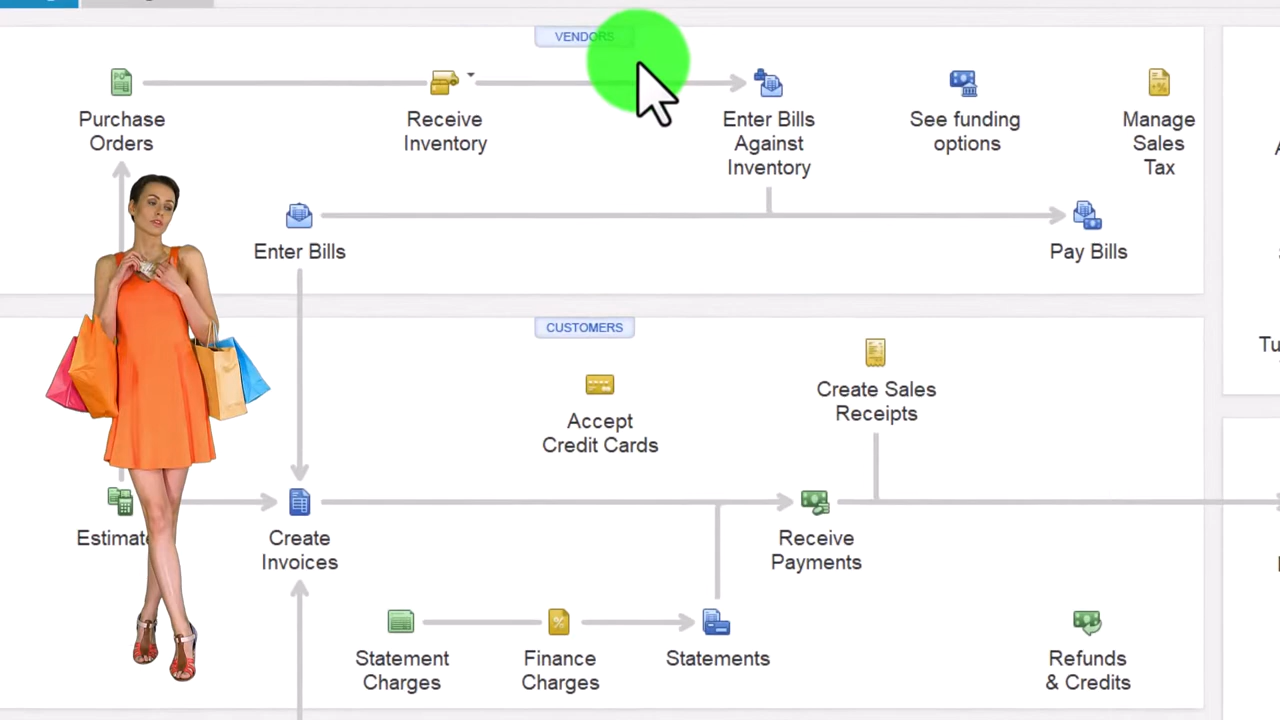 VENDORS
Purchase
Orders
Receive
Inventory
Enter Bills
Against
Inventory
See funding
options
Manage
Sales
Tax
Enter Bills
Pay Bills
CUSTOMERS
Accept
Credit Cards
Create Sales
Receipts
Create
Invoices
Receive
Payments
Statement
Charges
Finance
Charges
Statements
Refunds
& Credits